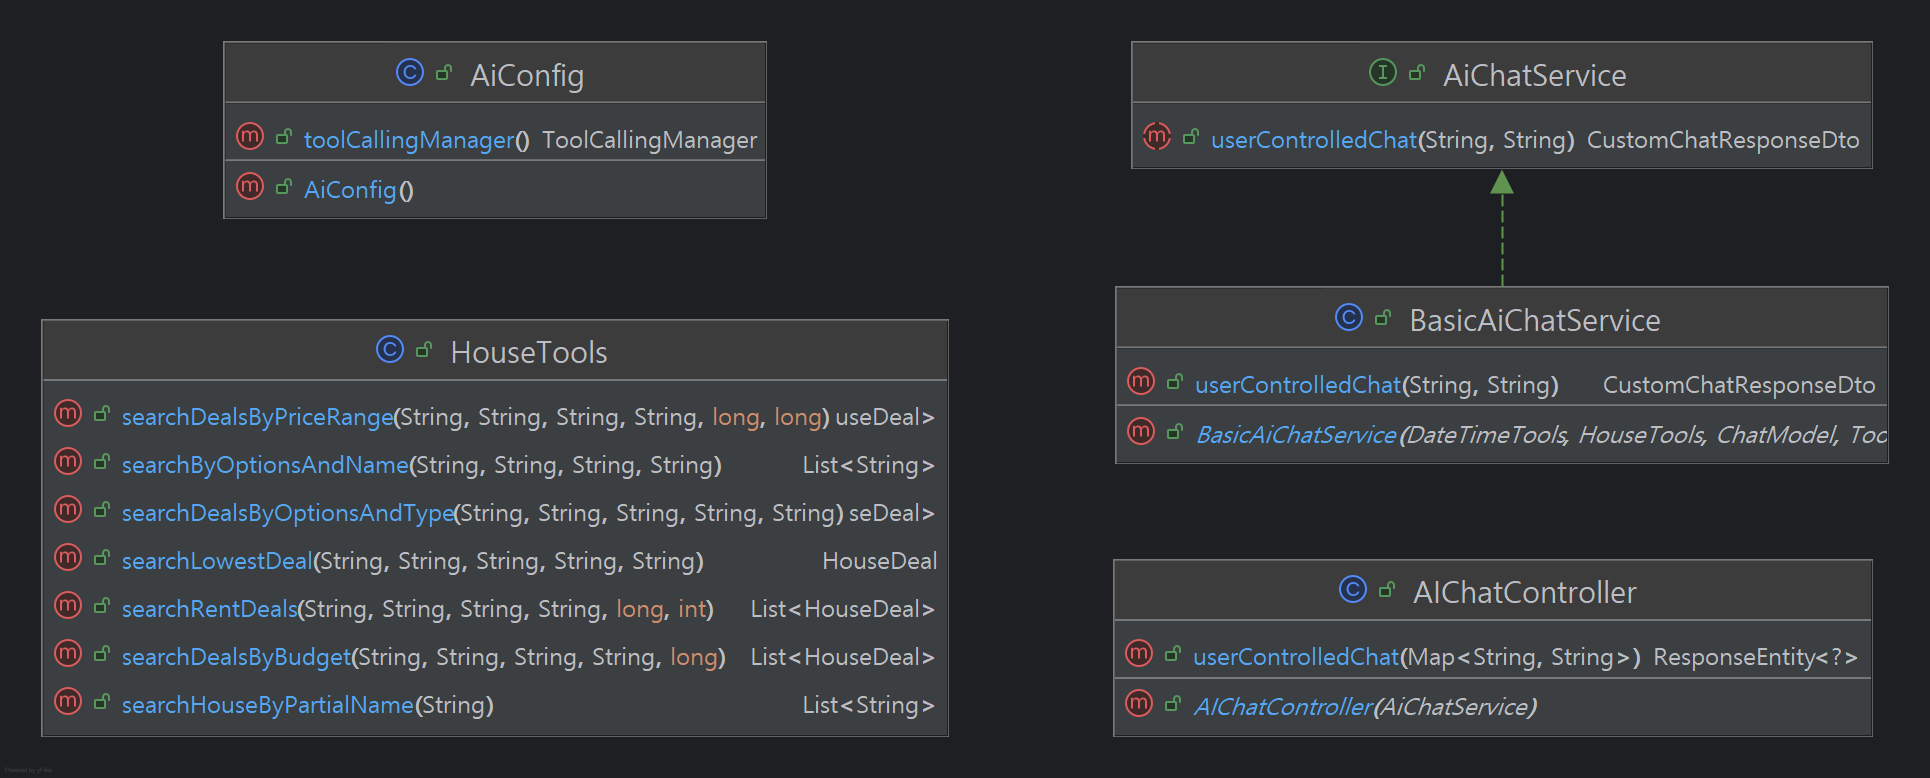 AiConfig
toolCallingManager() ToolCallingManager
AiConfig()
AiChatService
userControlledChat(String, String) CustomChatResponseDto
HouseTools
searchDealsByPriceRange(String, String, String, String, long, long) useDeal>
searchByOptionsAndName(String, String, String, String) List<String>
searchDealsByOptionsAndType(String, String, String, String, String) seDeal>
searchLowestDeal(String, String, String, String, String) HouseDeal
searchRentDeals(String, String, String, String, long, int) List<HouseDeal>
searchDealsByBudget(String, String, String, String, long) List<HouseDeal>
searchHouseByPartialName(String) List<String>
BasicAiChatService
userControlledChat(String, String) CustomChatResponseDto
BasicAiChatService(DateTimeTools, HouseTools, ChatModel, Too
AIChatController
userControlledChat(Map<String, String>) ResponseEntity<?>
AIChatController(AiChatService)
Powered by yFiles